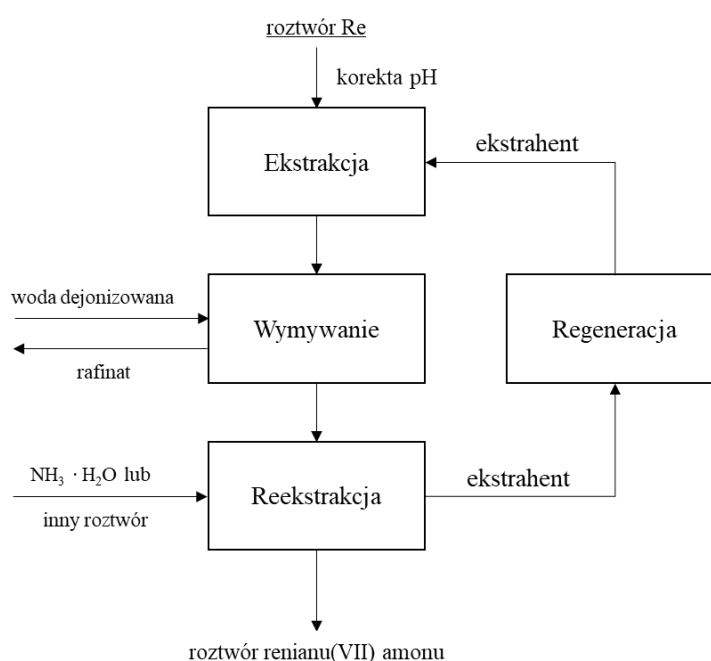 roztwór Re
korekta pH
Ekstrakcja
ekstrahent
woda dejonizowana
Wymywanie
rafinat
Regeneracja
NH₃ · H₂O lub
inny roztwór
Reekstrakcja
ekstrahent
roztwór renianu(VII) amonu